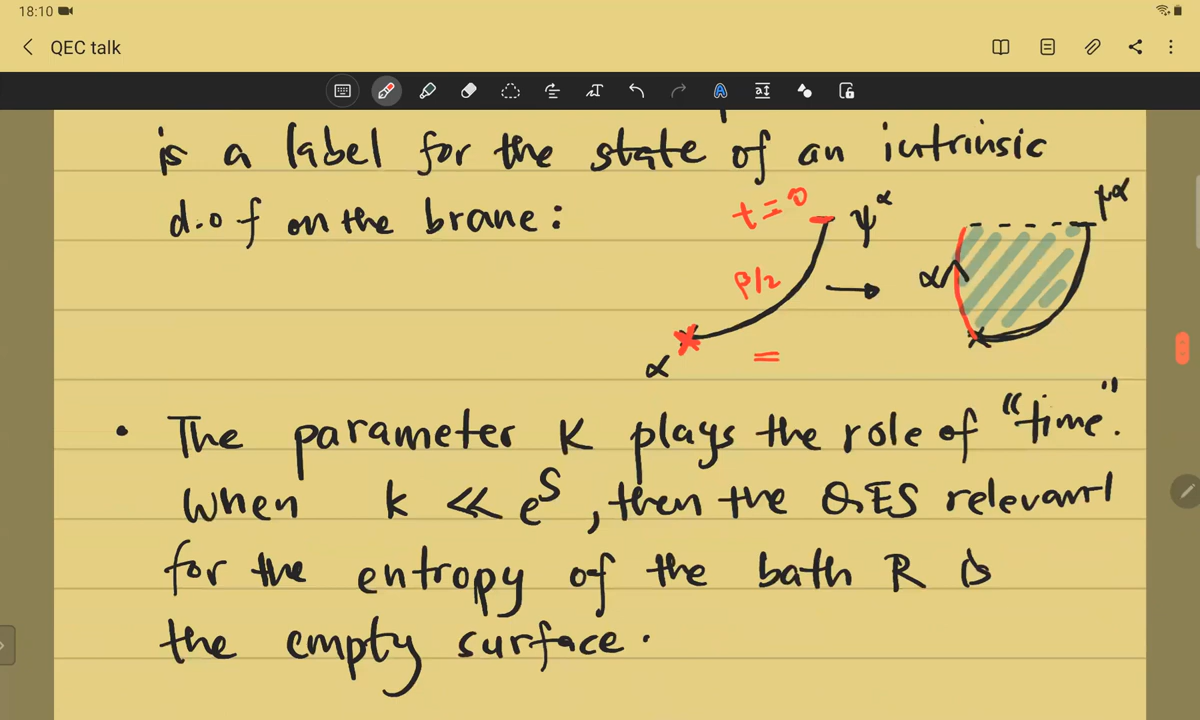 18:10
QEC talk
is a label for the state of an intrinsic
d.o f on the brane:
t=0
ψ^α
ψ^α
β/2
α
α
=
• The parameter K plays the role of "time."
When k << e^S, then the QES relevant
for the entropy of the bath R is
the empty surface.